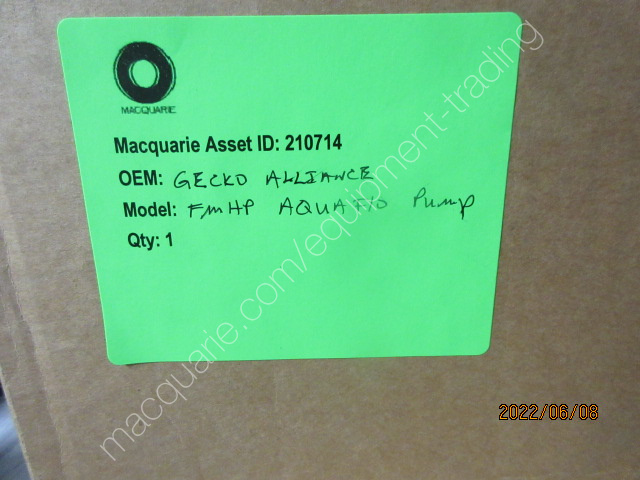 MACQUARIE
Macquarie Asset ID: 210714
OEM: GECKO ALLIANCE
Model: FmHP AQUAFLO Pump
Qty: 1
macquarie.com/equipment-trading
2022/06/08